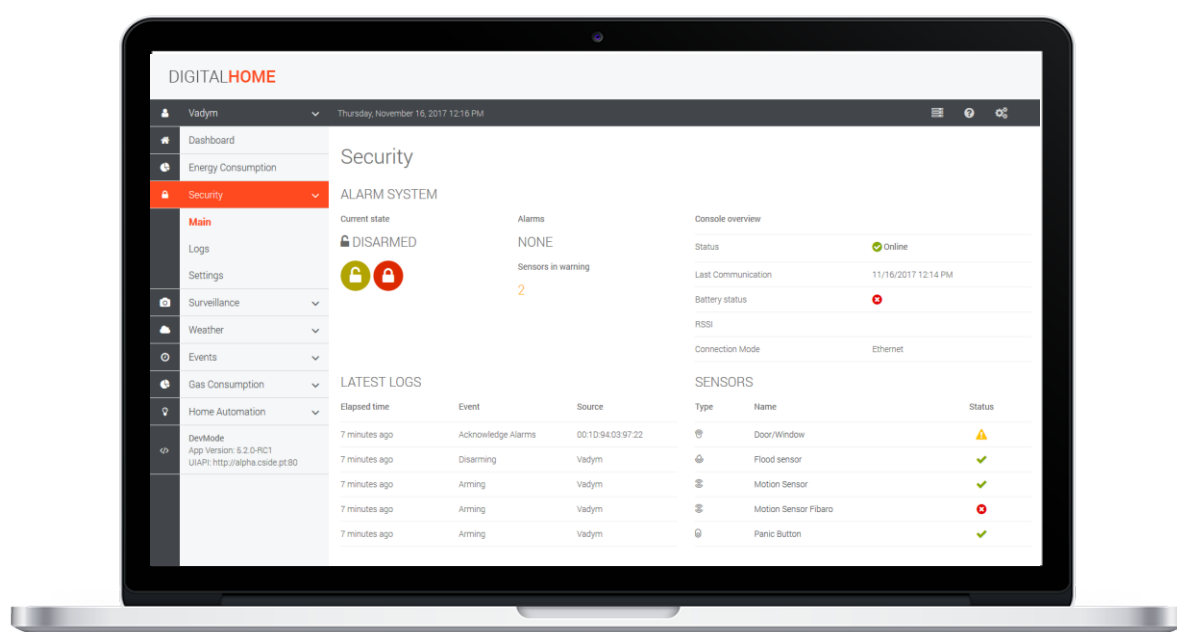 DIGITALHOME
Vadym
Thursday, November 16, 2017 12:16 PM
Dashboard
Energy Consumption
Security
Main
Logs
Settings
Surveillance
Weather
Events
Gas Consumption
Home Automation
DevMode
App Version: 5.2.0-RC1
UIAPI: http://alpha.cside.pt:80
Security
ALARM SYSTEM
Current state
DISARMED
Alarms
NONE
Sensors in warning
2
Console overview
Status Online
Last Communication 11/16/2017 12:14 PM
Battery status
RSSI
Connection Mode Ethernet
LATEST LOGS
Elapsed time Event Source
7 minutes ago Acknowledge Alarms 00:1D:94:03:97:22
7 minutes ago Disarming Vadym
7 minutes ago Arming Vadym
7 minutes ago Arming Vadym
7 minutes ago Arming Vadym
SENSORS
Type Name Status
Door/Window
Flood sensor
Motion Sensor
Motion Sensor Fibaro
Panic Button